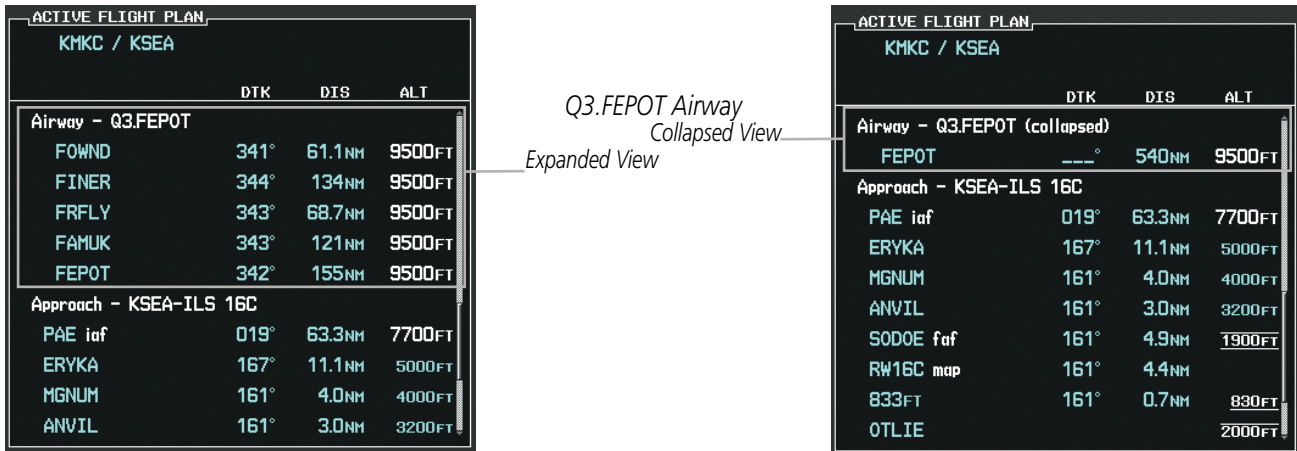 ACTIVE FLIGHT PLAN
KMKC / KSEA
DTK DIS ALT
Airway - Q3.FEPOT
FOWND 341° 61.1NM 9500FT
FINER 344° 134NM 9500FT
FRFLY 343° 68.7NM 9500FT
FAMUK 343° 121NM 9500FT
FEPOT 342° 155NM 9500FT
Approach - KSEA-ILS 16C
PAE iaf 019° 63.3NM 7700FT
ERYKA 167° 11.1NM 5000FT
MGNUM 161° 4.0NM 4000FT
ANVIL 161° 3.0NM 3200FT
Q3.FEPOT Airway
Collapsed View
Expanded View
ACTIVE FLIGHT PLAN
KMKC / KSEA
DTK DIS ALT
Airway - Q3.FEPOT (collapsed)
FEPOT ___° 540NM 9500FT
Approach - KSEA-ILS 16C
PAE iaf 019° 63.3NM 7700FT
ERYKA 167° 11.1NM 5000FT
MGNUM 161° 4.0NM 4000FT
ANVIL 161° 3.0NM 3200FT
SODOE faf 161° 4.9NM 1900FT
RW16C map 161° 4.4NM
833FT 161° 0.7NM 830FT
OTLIE 2000FT